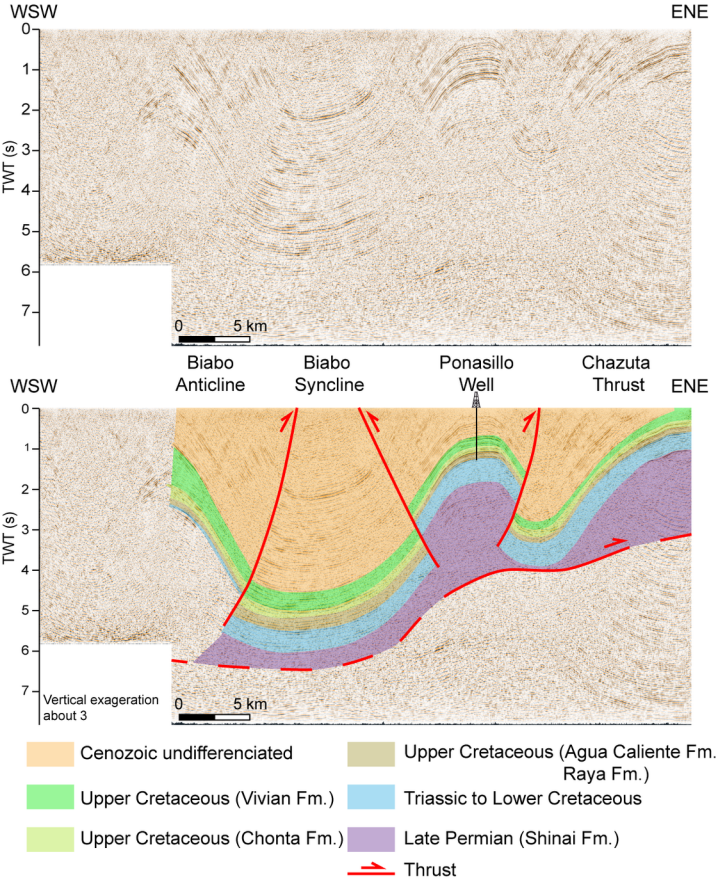 WSW ENE
0
1
2
3
4
5
6
7
TWT (s)
0 5 km
Biabo Anticline
Biabo Syncline
Ponasillo Well
Chazuta Thrust
WSW ENE
0
1
2
3
4
5
6
7
TWT (s)
Vertical exageration
about 3
0 5 km
Cenozoic undifferenciated
Upper Cretaceous (Vivian Fm.)
Upper Cretaceous (Chonta Fm.)
Upper Cretaceous (Agua Caliente Fm.
Raya Fm.)
Triassic to Lower Cretaceous
Late Permian (Shinai Fm.)
Thrust